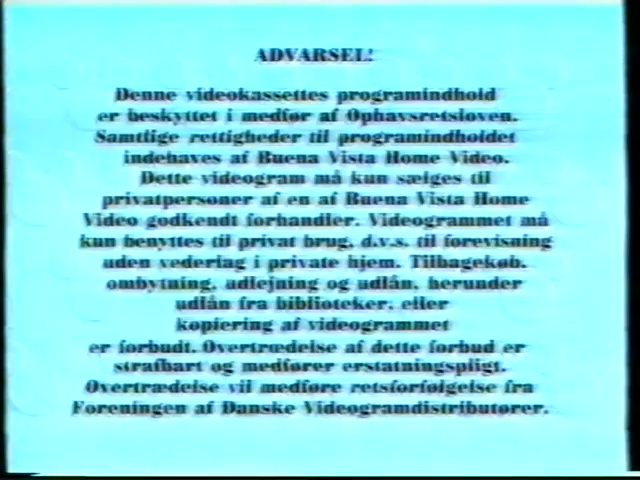 ADVARSEL!
Denne videokassettes programindhold
er beskyttet i medfør af Ophavsretsloven.
Samtlige rettigheder til programindholdet
indehaves af Buena Vista Home Video.
Dette videogram må kun sælges til
privatpersoner af en af Buena Vista Home
Video godkendt forhandler. Videogrammet må
kun benyttes til privat brug, d.v.s. til forevisning
uden vederlag i private hjem. Tilbagekøb,
ombytning, udlejning og udlån, herunder
udlån fra biblioteker, eller
kopiering af videogrammet
er forbudt. Overtrædelse af dette forbud er
strafbart og medfører erstatningspligt.
Overtrædelse vil medføre retsforfølgelse fra
Foreningen af Danske Videogramdistributører.